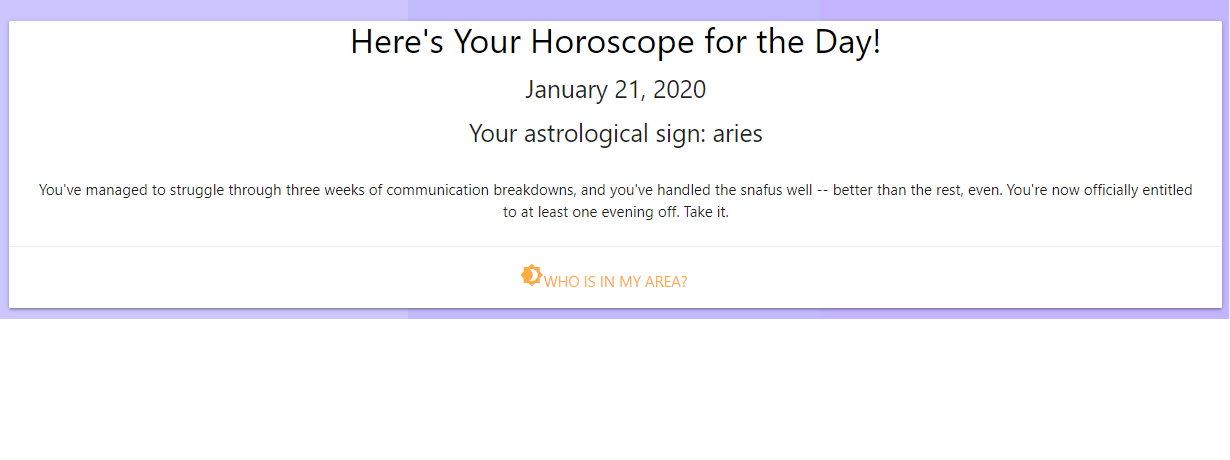 Here's Your Horoscope for the Day!
January 21, 2020
Your astrological sign: aries
You've managed to struggle through three weeks of communication breakdowns, and you've handled the snafus well -- better than the rest, even. You're now officially entitled
to at least one evening off. Take it.
WHO IS IN MY AREA?